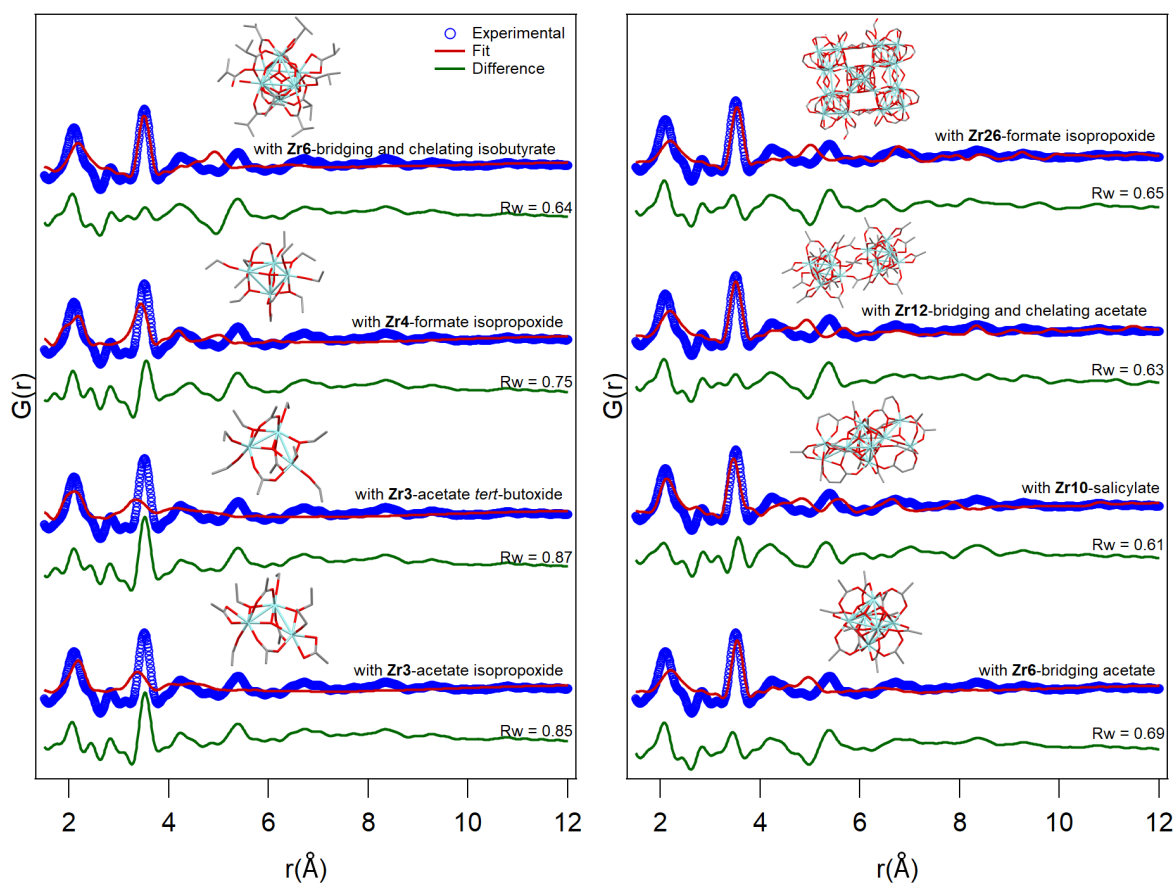 Experimental
Fit
Difference
with Zr6-bridging and chelating isobutyrate
Rw = 0.64
with Zr4-formate isopropoxide
Rw = 0.75
with Zr3-acetate tert-butoxide
Rw = 0.87
with Zr3-acetate isopropoxide
Rw = 0.85
G(r)
2 4 6 8 10 12
r(Å)
with Zr26-formate isopropoxide
Rw = 0.65
with Zr12-bridging and chelating acetate
Rw = 0.63
with Zr10-salicylate
Rw = 0.61
with Zr6-bridging acetate
Rw = 0.69
G(r)
2 4 6 8 10 12
r(Å)